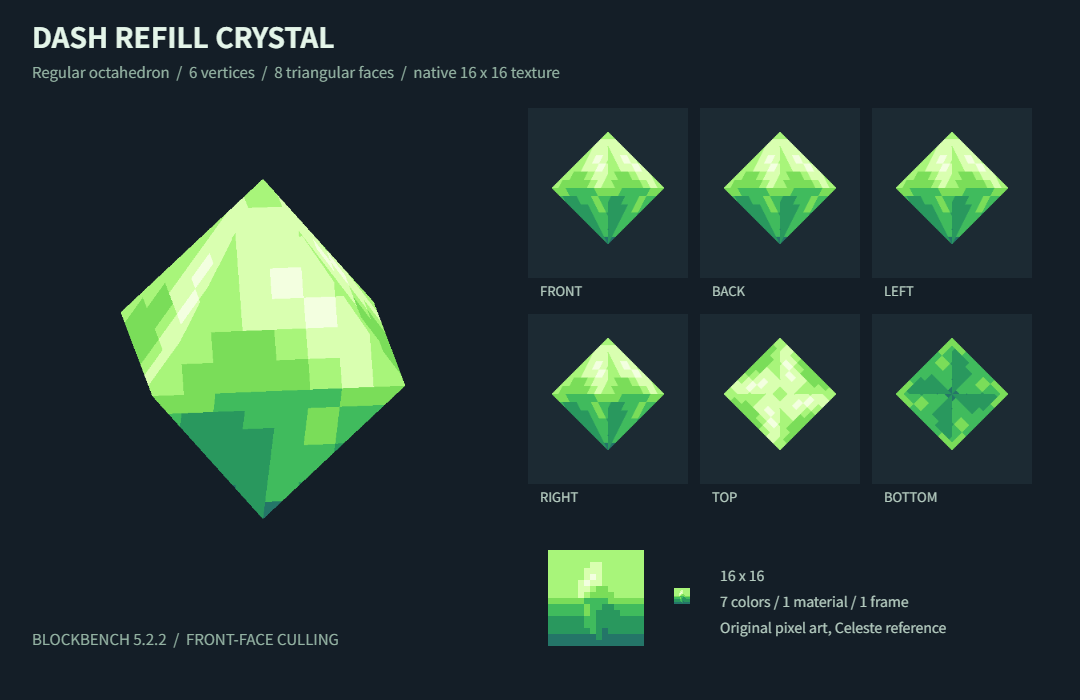 DASH REFILL CRYSTAL
Regular octahedron / 6 vertices / 8 triangular faces / native 16 x 16 texture
FRONT
BACK
LEFT
RIGHT
TOP
BOTTOM
16 x 16
7 colors / 1 material / 1 frame
Original pixel art, Celeste reference
BLOCKBENCH 5.2.2 / FRONT-FACE CULLING